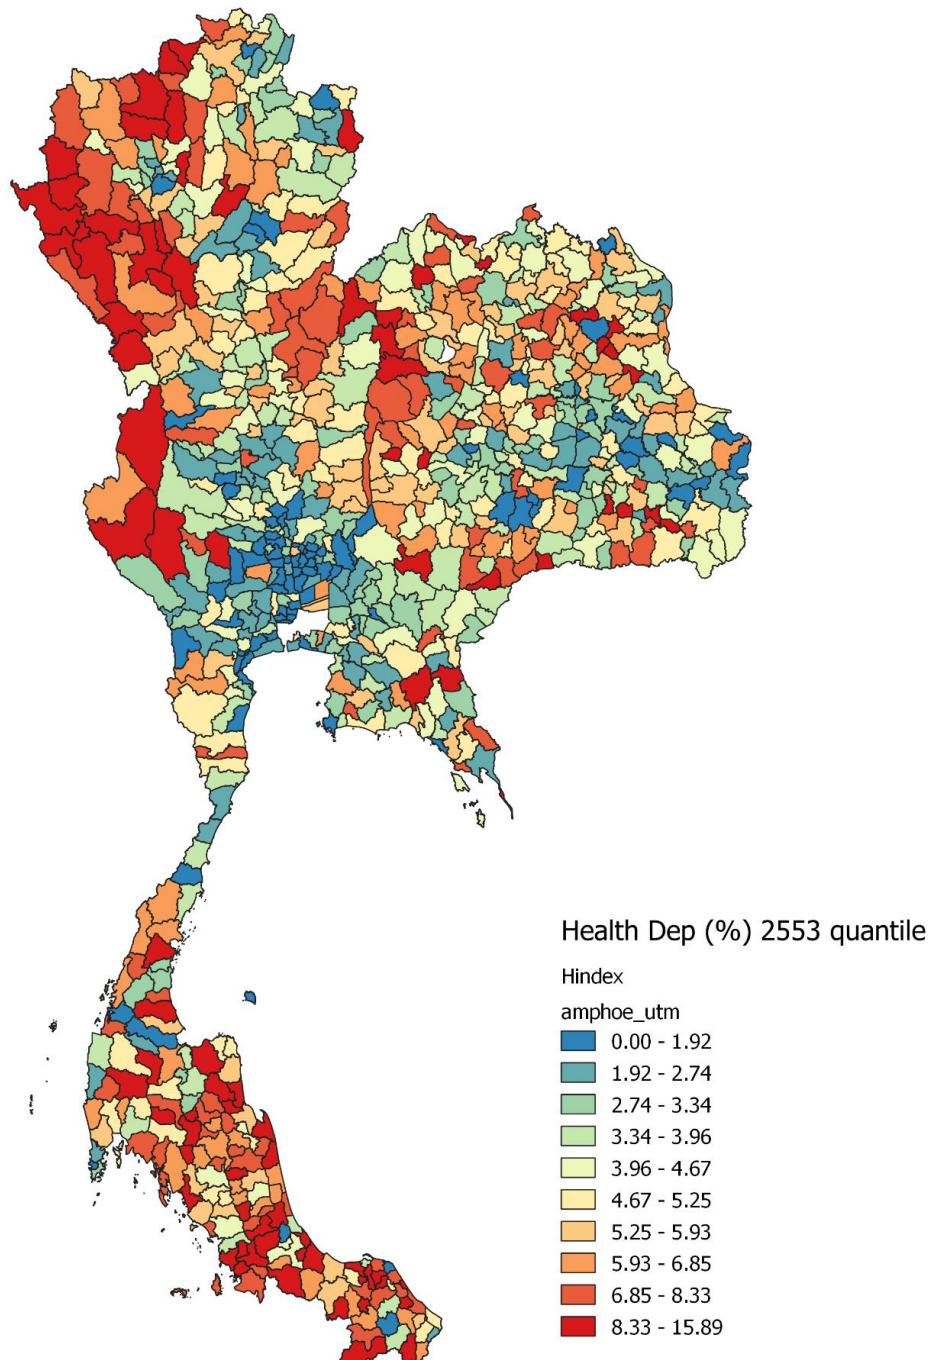 Health Dep (%) 2553 quantile
Hindex
amphoe_utm
0.00 - 1.92
1.92 - 2.74
2.74 - 3.34
3.34 - 3.96
3.96 - 4.67
4.67 - 5.25
5.25 - 5.93
5.93 - 6.85
6.85 - 8.33
8.33 - 15.89